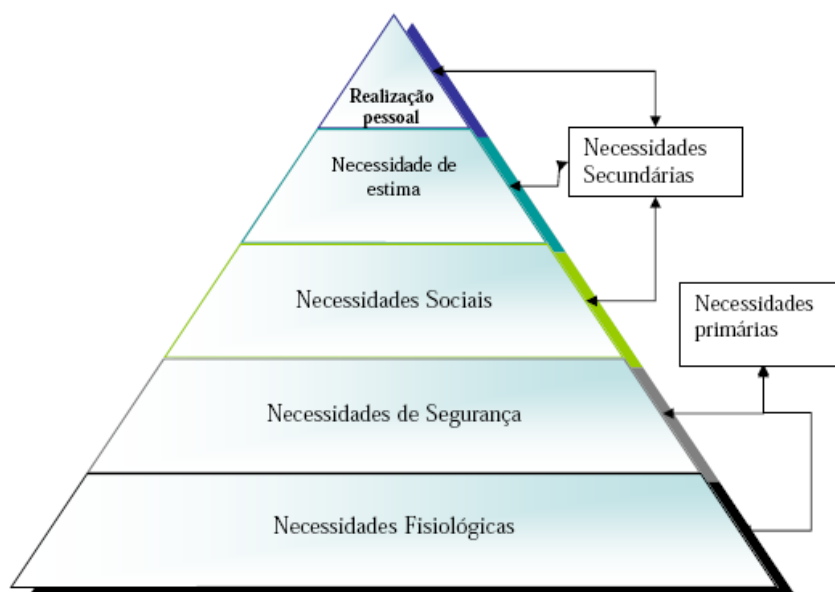 Realização
pessoal
Necessidade de
estima
Necessidades
Secundárias
Necessidades Sociais
Necessidades
primárias
Necessidades de Segurança
Necessidades Fisiológicas